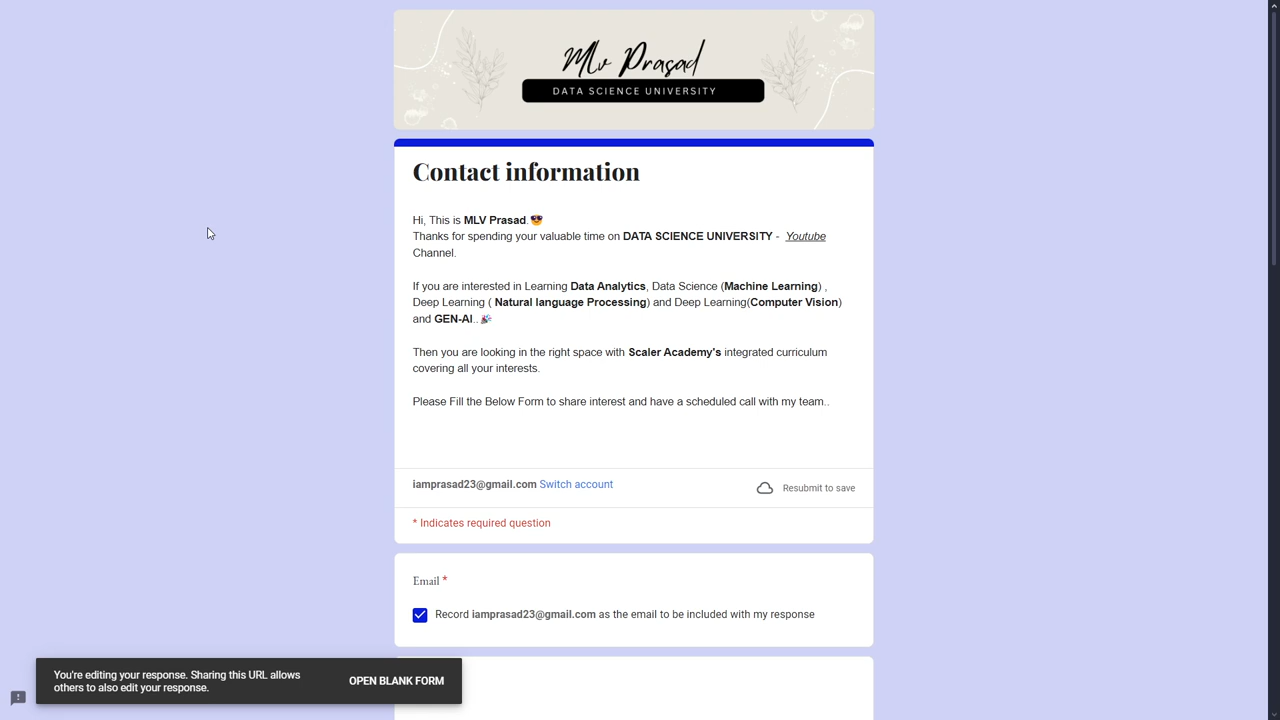 Mlv Prasad
DATA SCIENCE UNIVERSITY
Contact information
Hi, This is MLV Prasad.😎
Thanks for spending your valuable time on DATA SCIENCE UNIVERSITY - Youtube
Channel.
If you are interested in Learning Data Analytics, Data Science (Machine Learning) ,
Deep Learning ( Natural language Processing) and Deep Learning(Computer Vision)
and GEN-AI..🎉
Then you are looking in the right space with Scaler Academy's integrated curriculum
covering all your interests.
Please Fill the Below Form to share interest and have a scheduled call with my team..
iamprasad23@gmail.com Switch account
Resubmit to save
* Indicates required question
Email *
Record iamprasad23@gmail.com as the email to be included with my response
You're editing your response. Sharing this URL allows
others to also edit your response.
OPEN BLANK FORM